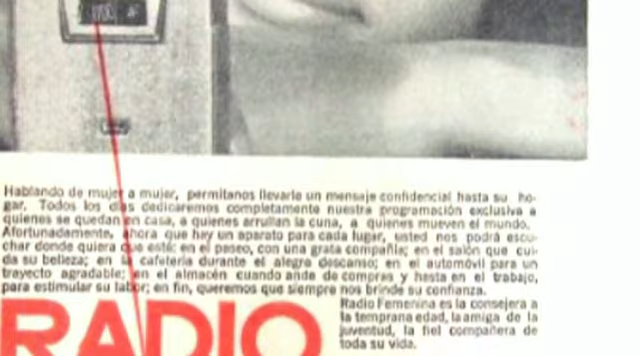 Hablando de mujer a mujer, permítanos llevarle un mensaje confidencial hasta su ho-
gar. Todos los días dedicaremos completamente nuestra programación exclusiva a
quienes se quedan en casa, a quienes arrullan la cuna, a quienes mueven el mundo.
Afortunadamente, ahora que hay un aparato para cada lugar, usted nos podrá escu-
char donde quiera que esté: en el paseo, con una grata compañía; en el salón que cui-
da su belleza; en la cafetería durante el alegre descanso; en el automóvil para un
trayecto agradable; en el almacén cuando ande de compras y hasta en el trabajo,
para estimular su labor; en fin, queremos que siempre nos brinde su confianza.
Radio Femenina es la consejera a
la temprana edad, la amiga de la
juventud, la fiel compañera de
toda su vida.
RADIO